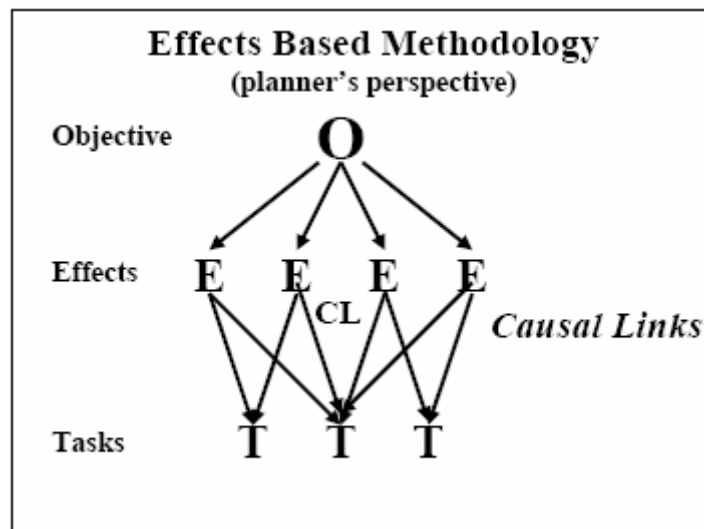 Effects Based Methodology
(planner's perspective)
Objective O
Effects E E E E
CL
Causal Links
Tasks T T T